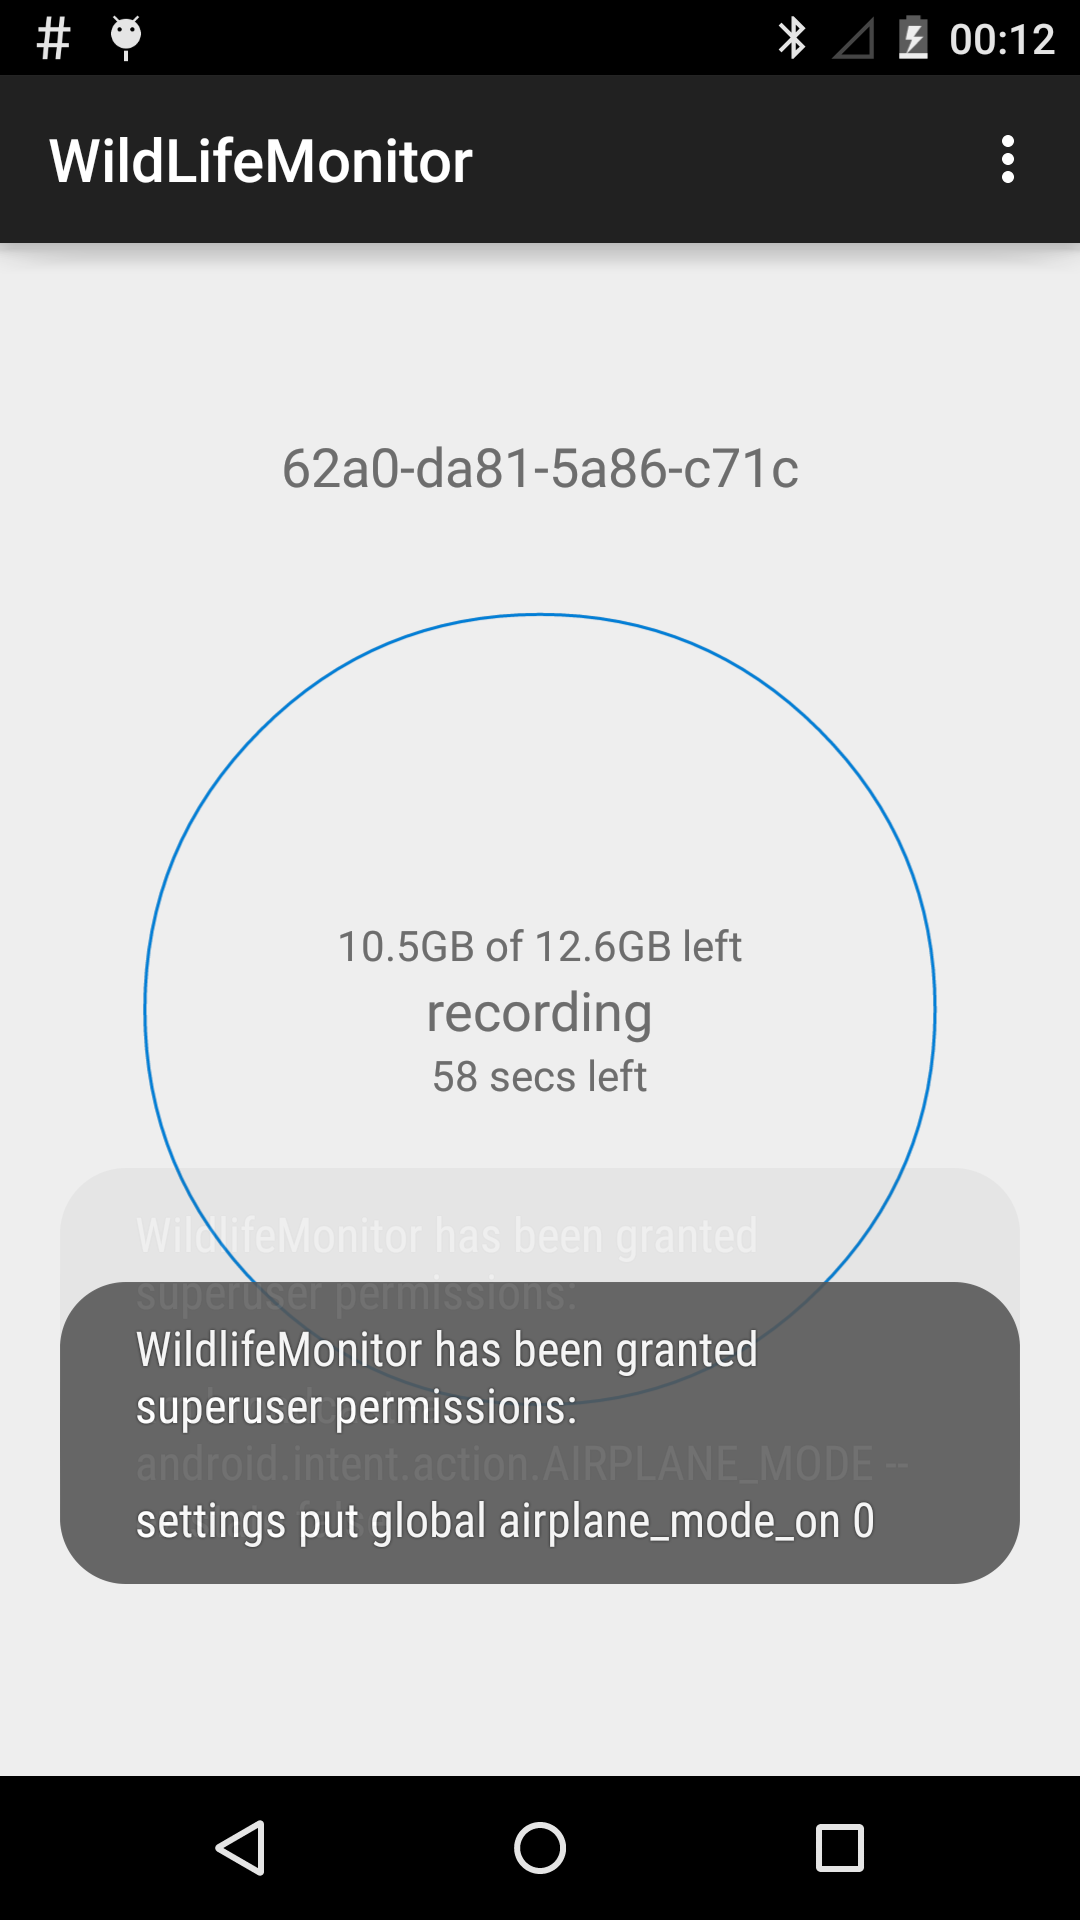 # 00:12
WildLifeMonitor
62a0-da81-5a86-c71c
10.5GB of 12.6GB left
recording
58 secs left
WildlifeMonitor has been granted
superuser permissions:
WildlifeMonitor has been granted
superuser permissions:
android.intent.action.AIRPLANE_MODE --
settings put global airplane_mode_on 0